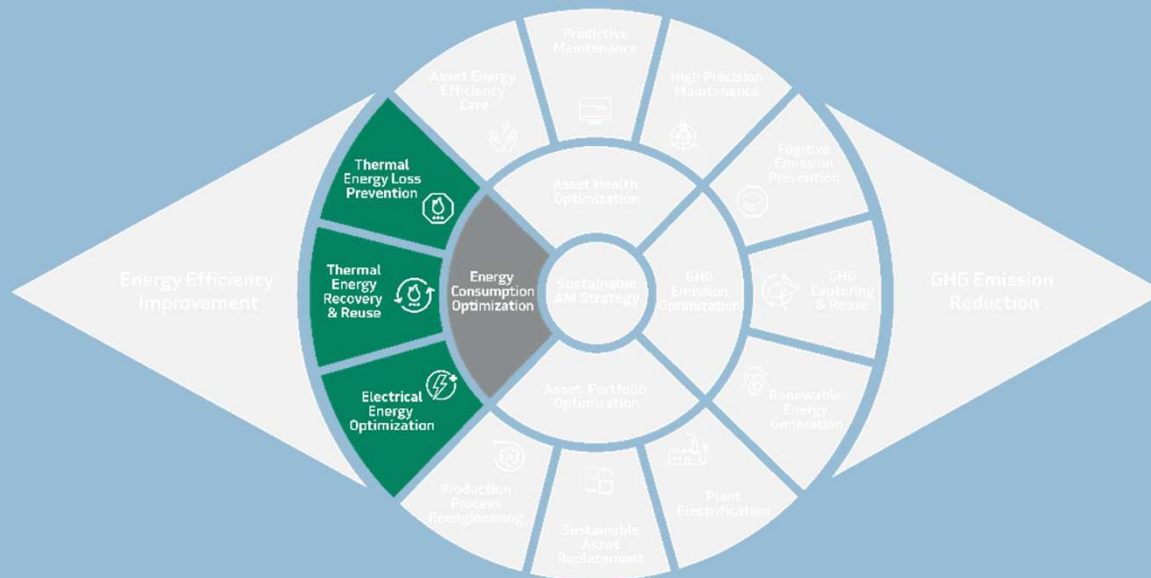 Predictive
Maintenance
Asset Energy
Efficiency
Care
High Precision
Maintenance
Thermal
Energy Loss
Prevention
Fugitive
Emission
Prevention
Asset Health
Optimization
Energy Efficiency
Improvement
Thermal
Energy
Recovery
& Reuse
Energy
Consumption
Optimization
Sustainable
AM Strategy
GHG
Emission
Optimization
GHG
Capturing
& Reuse
GHG Emission
Reduction
Electrical
Energy
Optimization
Asset Portfolio
Optimization
Renewable
Energy
Generation
Production
Process
Reengineering
Sustainable
Asset
Replacement
Plant
Electrification